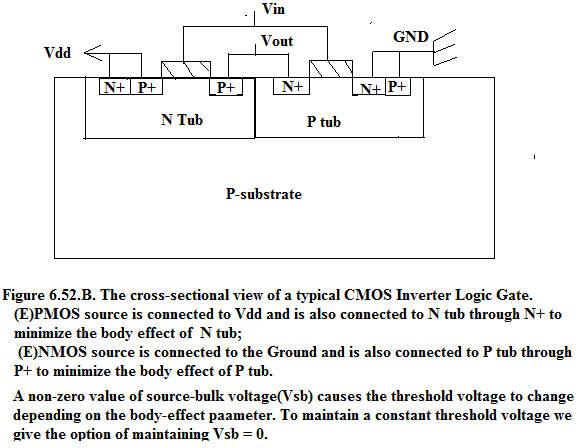 Vin
Vout
GND
Vdd
N+ P+ P+ N+ N+ P+
N Tub P tub
P-substrate
Figure 6.52.B. The cross-sectional view of a typical CMOS Inverter Logic Gate.
(E)PMOS source is connected to Vdd and is also connected to N tub through N+ to
minimize the body effect of N tub;
(E)NMOS source is connected to the Ground and is also connected to P tub through
P+ to minimize the body effect of P tub.
A non-zero value of source-bulk voltage(Vsb) causes the threshold voltage to change
depending on the body-effect paameter. To maintain a constant threshold voltage we
give the option of maintaining Vsb = 0.